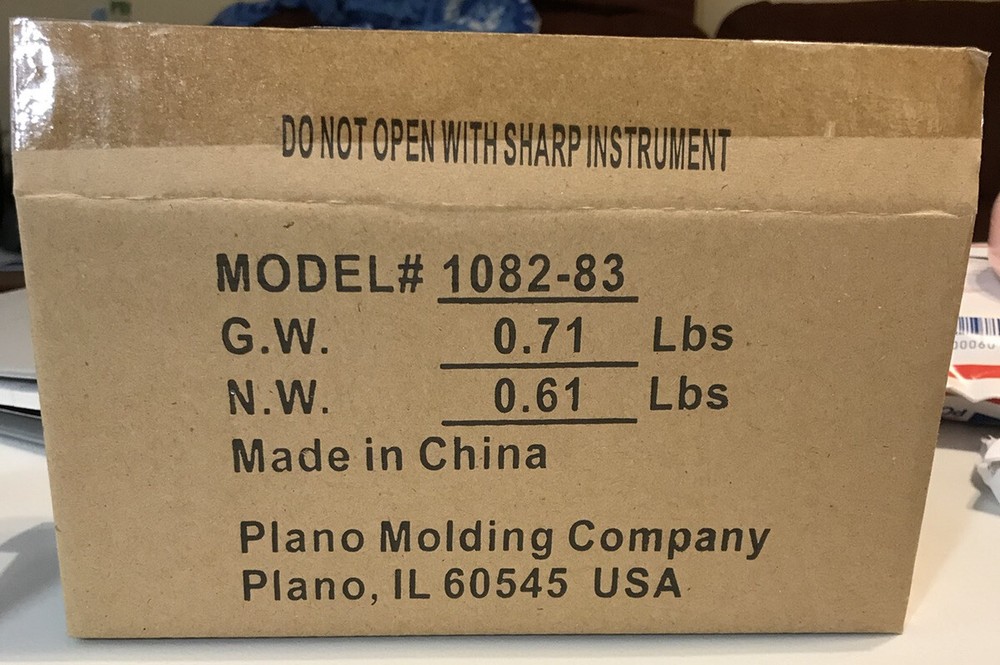 DO NOT OPEN WITH SHARP INSTRUMENT
MODEL# 1082-83
G.W. 0.71 Lbs
N.W. 0.61 Lbs
Made in China
Plano Molding Company
Plano, IL 60545 USA